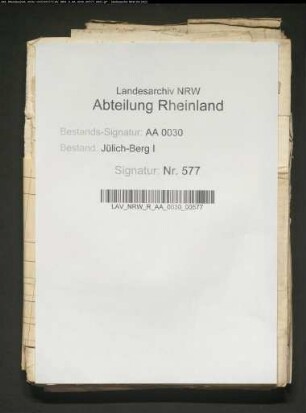 Landesarchiv NRW
Abteilung Rheinland
Bestands-Signatur: AA 0030
Bestand: Jülich-Berg I
Signatur: Nr. 577
LAV_NRW_R_AA_0030_00577